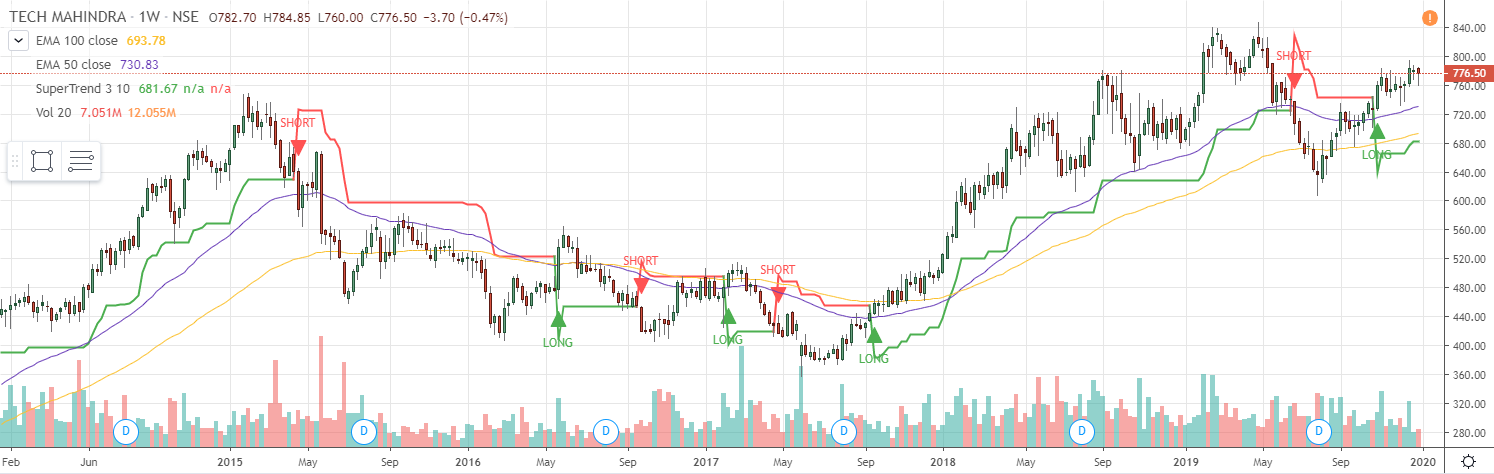 TECH MAHINDRA · 1W · NSE O782.70 H784.85 L760.00 C776.50 −3.70 (−0.47%)
EMA 100 close 693.78
EMA 50 close 730.83
SuperTrend 3 10 681.67 n/a n/a
Vol 20 7.051M 12.055M
SHORT
LONG
SHORT
LONG
SHORT
LONG
SHORT
LONG
!
840.00
800.00
776.50
760.00
720.00
680.00
640.00
600.00
560.00
520.00
480.00
440.00
400.00
360.00
320.00
280.00
D D D D D D
Feb Jun 2015 May Sep 2016 May Sep 2017 May Sep 2018 May Sep 2019 May Sep 2020